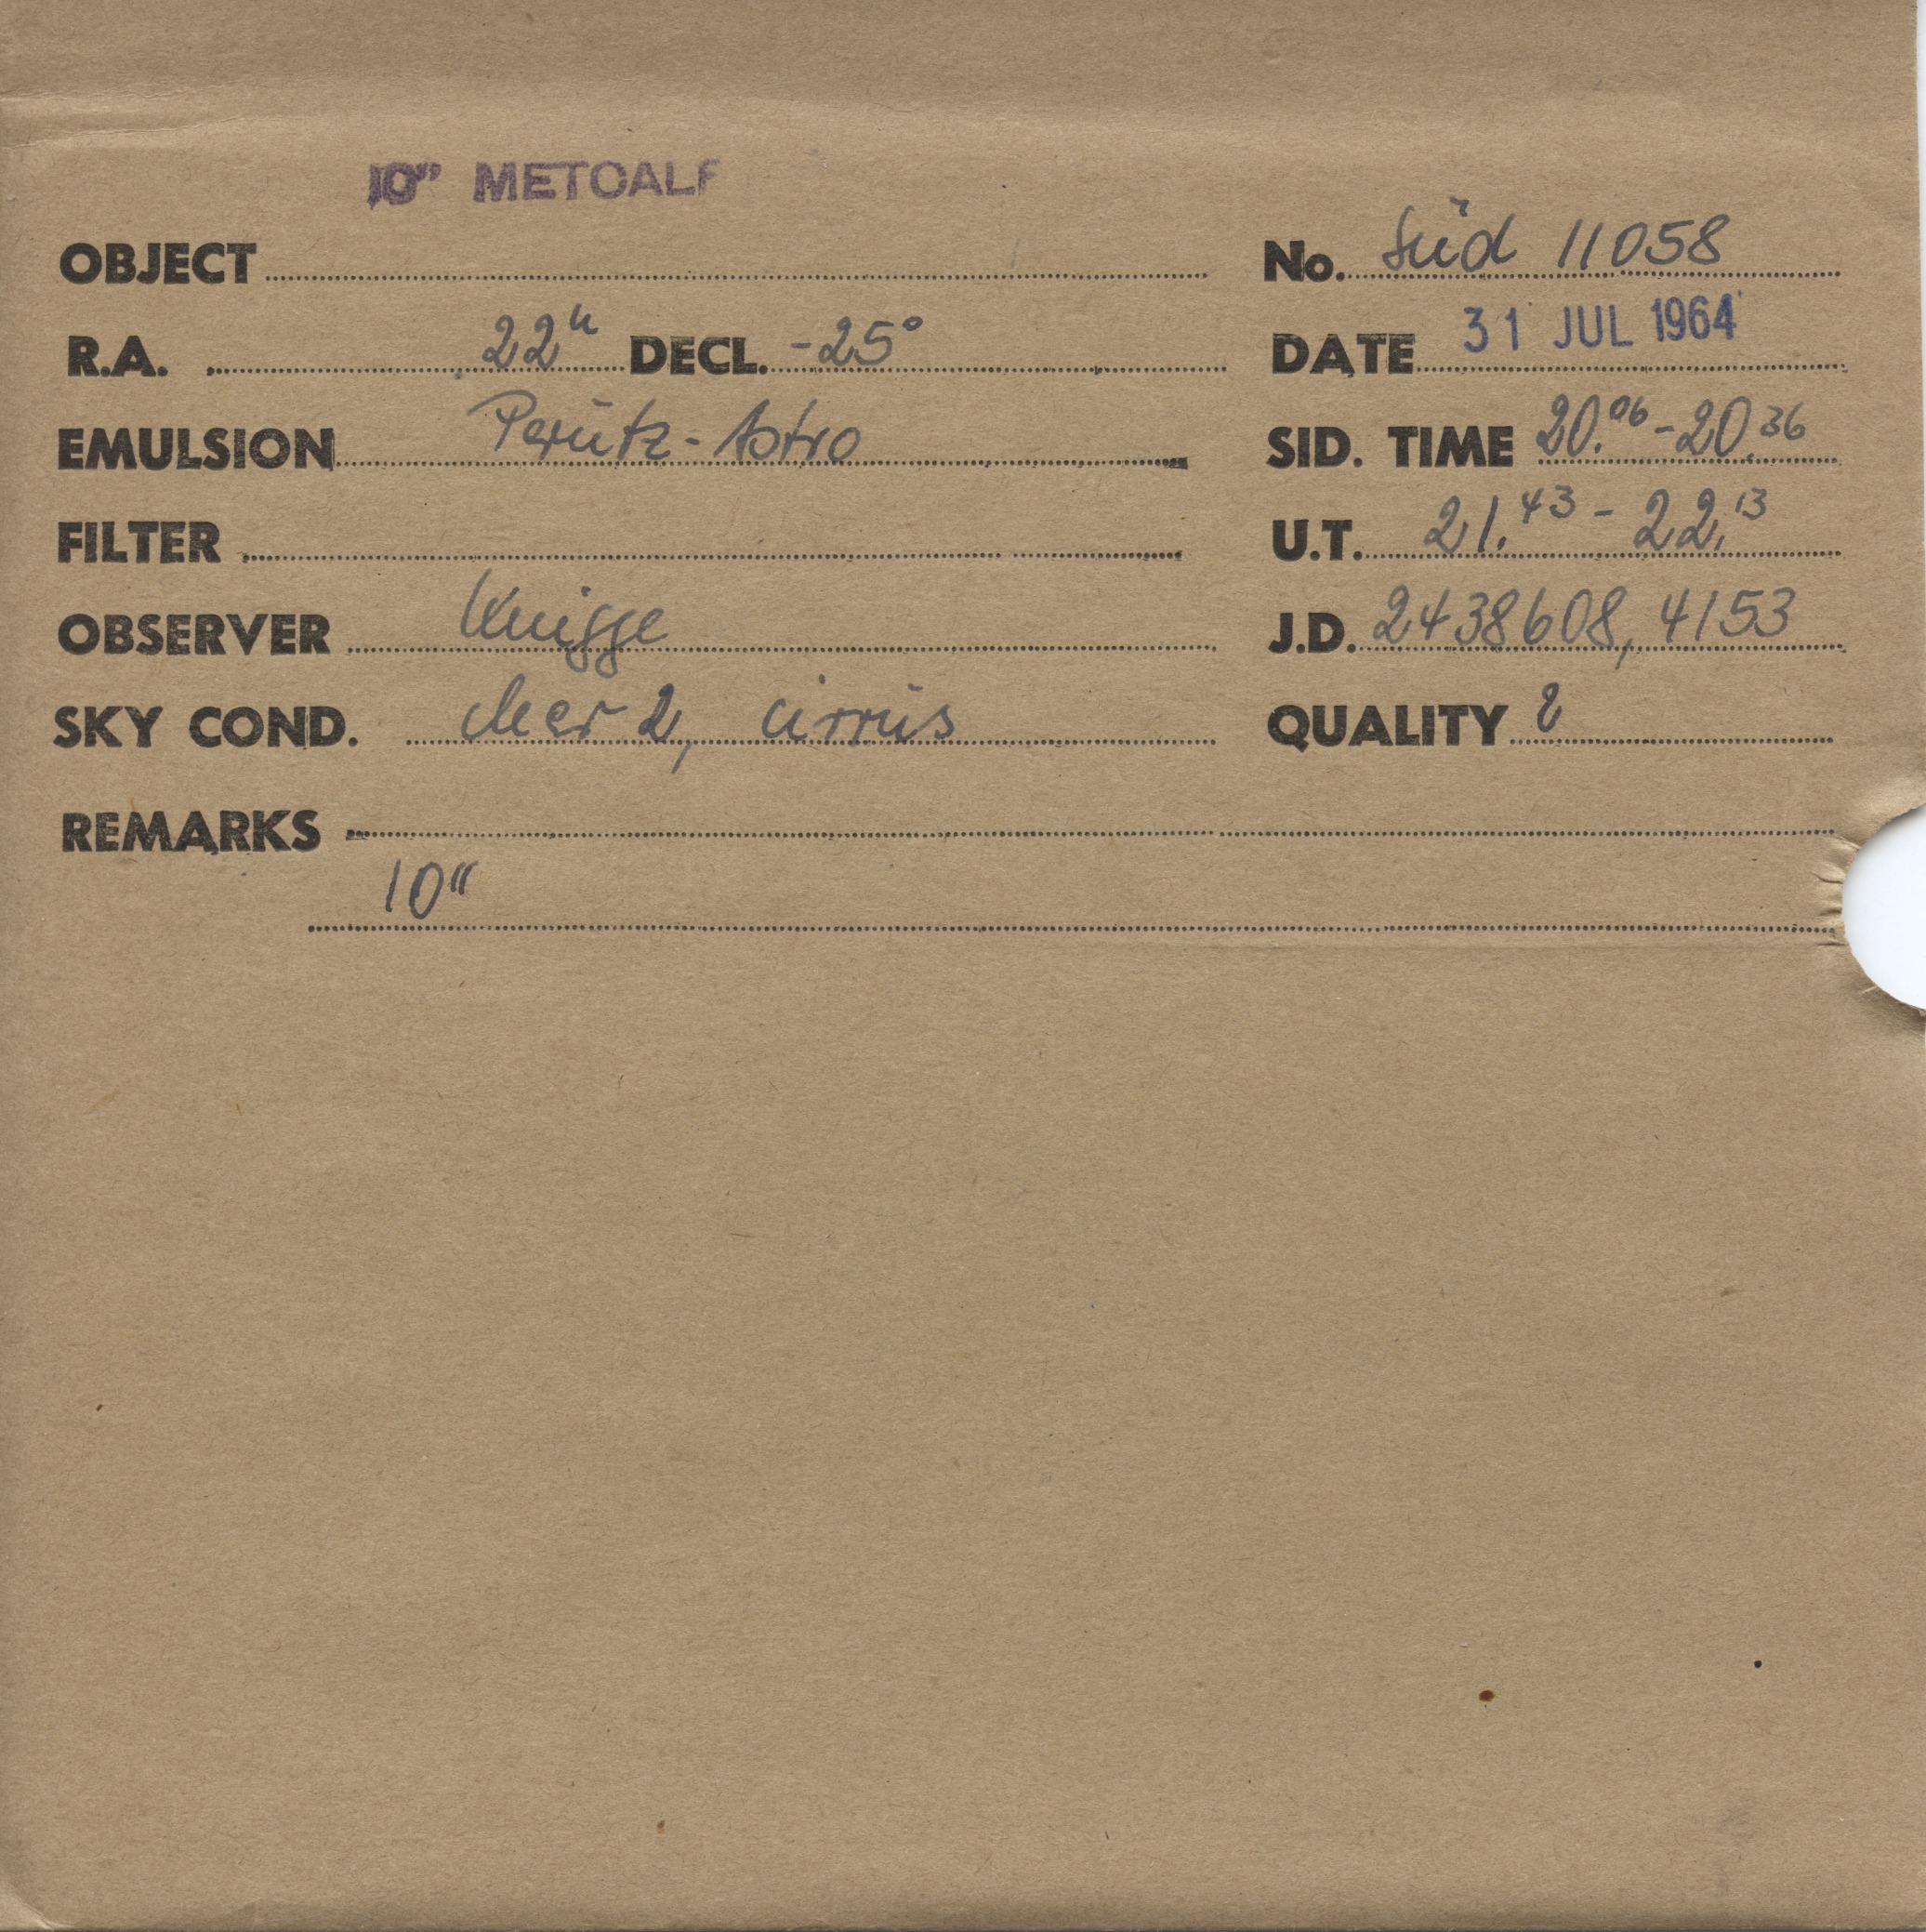 10" METCALF
OBJECT No. Süd 11058
R.A. 22h DECL. -25° DATE 31 JUL 1964
EMULSION Perutz-Astro SID. TIME 20.06-20.36
FILTER U.T. 21.43 - 22.13
OBSERVER Knigge J.D. 2438608,4153
SKY COND. cleer 2, cirrus QUALITY 2
REMARKS
10"